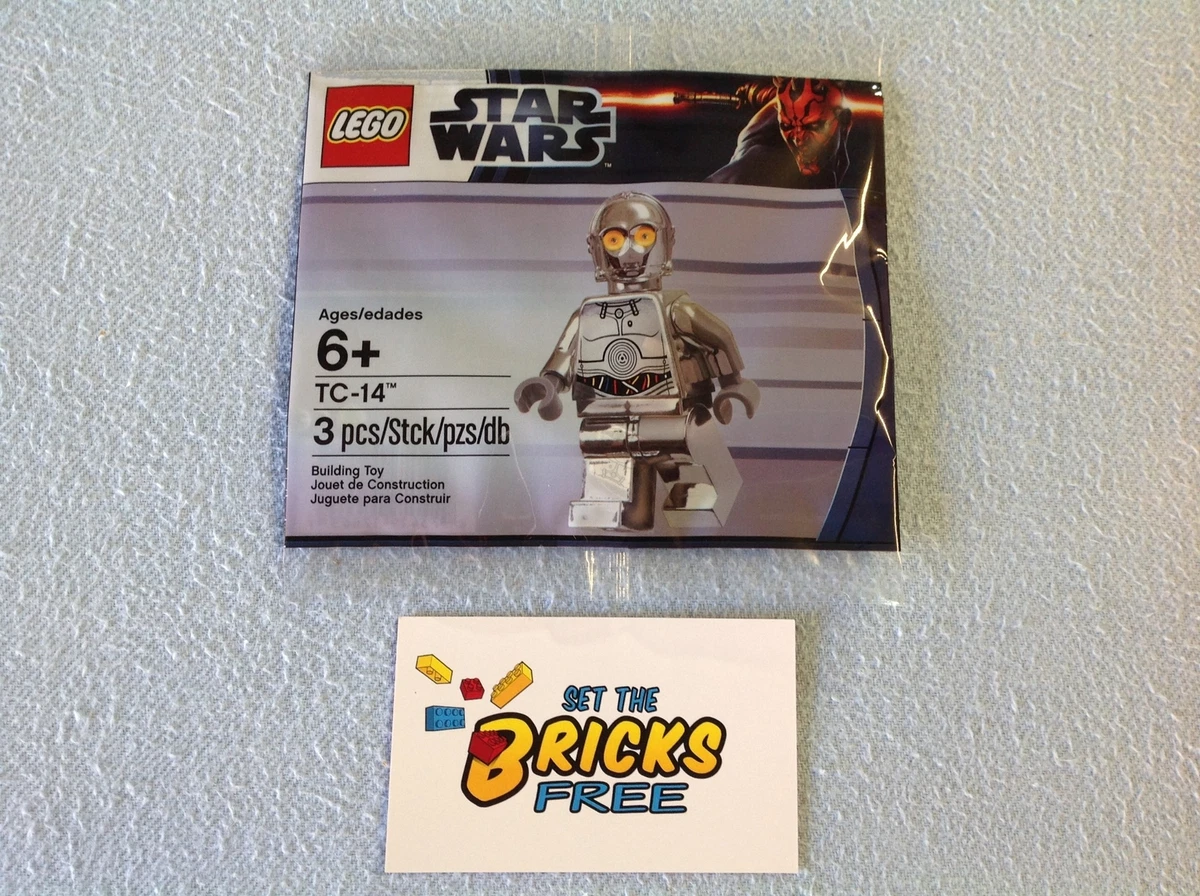 LEGO
STAR
WARS™
Ages/edades
6+
TC-14™
3 pcs/Stck/pzs/db
Building Toy
Jouet de Construction
Juguete para Construir
SET THE
BRICKS
FREE